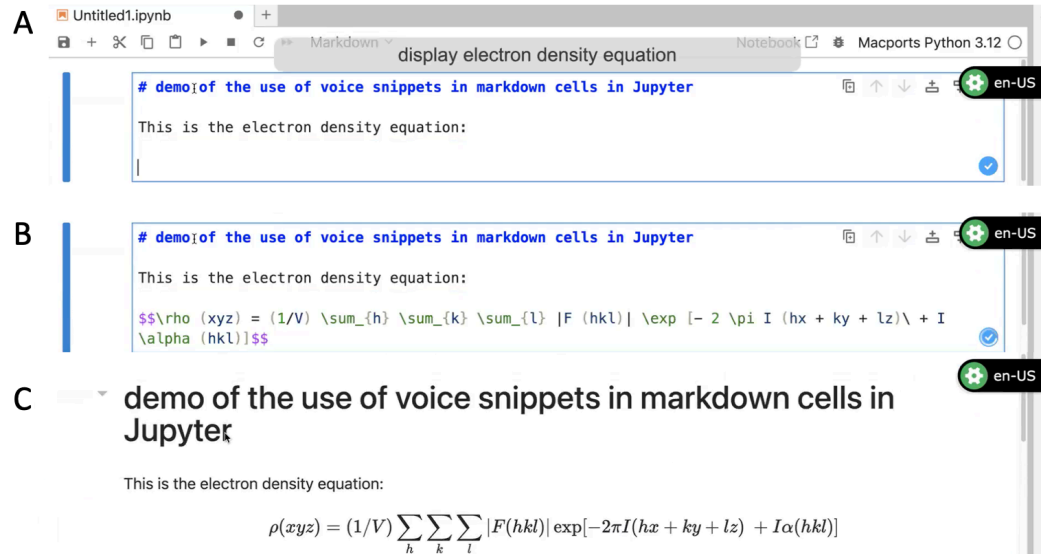 A
Untitled1.ipynb
Markdown
display electron density equation
Notebook
Macports Python 3.12
# demo of the use of voice snippets in markdown cells in Jupyter
en-US
This is the electron density equation:
B
# demo of the use of voice snippets in markdown cells in Jupyter
en-US
This is the electron density equation:
$$\rho (xyz) = (1/V) \sum_{h} \sum_{k} \sum_{l} |F (hkl)| \exp [− 2 \pi I (hx + ky + lz)\ + I
\alpha (hkl)]$$
en-US
C
demo of the use of voice snippets in markdown cells in
Jupyter
This is the electron density equation:
ρ(xyz) = (1/V) ∑ ∑ ∑ |F(hkl)| exp[−2πI(hx + ky + lz) + Iα(hkl)]
h k l